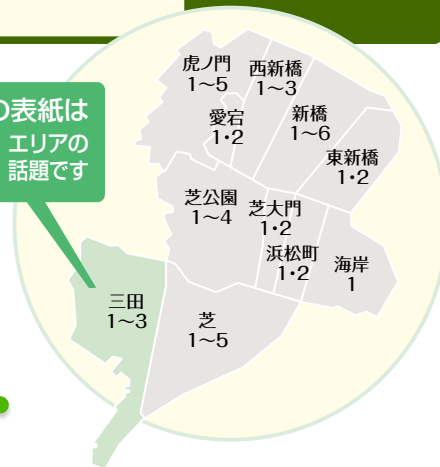 の表紙は
エリアの
話題です
虎ノ門
1〜5
西新橋
1〜3
愛宕
1・2
新橋
1〜6
東新橋
1・2
芝公園
1〜4
芝大門
1・2
浜松町
1・2
海岸
1
三田
1〜3
芝
1〜5